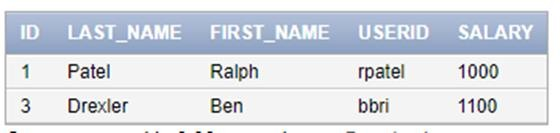 ID LAST_NAME FIRST_NAME USERID SALARY
1 Patel Ralph rpatel 1000
3 Drexler Ben bbri 1100